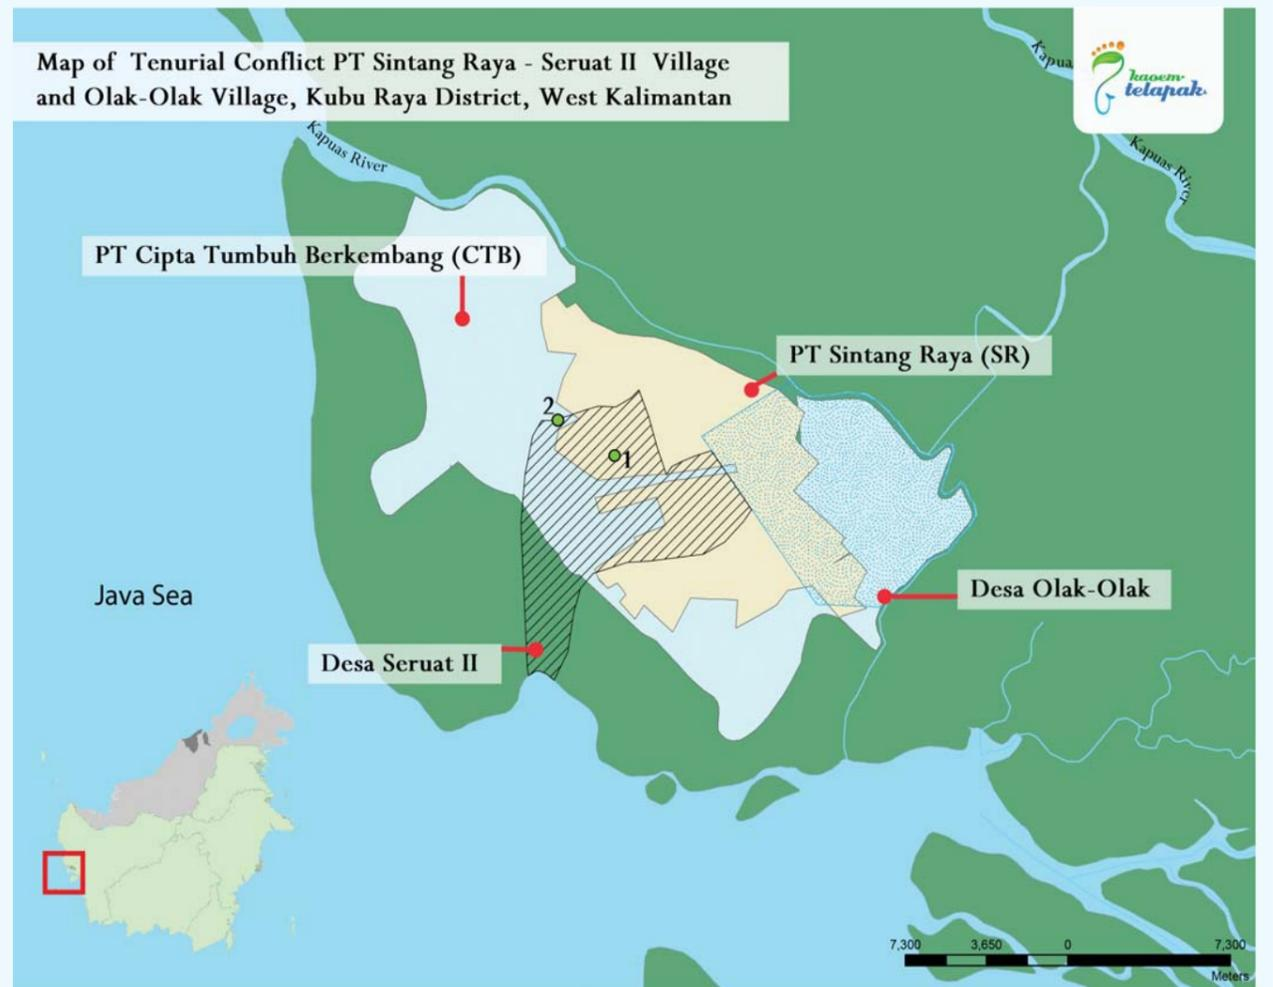 Map of Tenurial Conflict PT Sintang Raya - Seruat II Village
and Olak-Olak Village, Kubu Raya District, West Kalimantan
Kapua
kaoem
telapak
Kapuas River
Kapuas River
PT Cipta Tumbuh Berkembang (CTB)
PT Sintang Raya (SR)
2
1
Desa Olak-Olak
Java Sea
Desa Seruat II
7,300 3,650 0 7,300
Meters